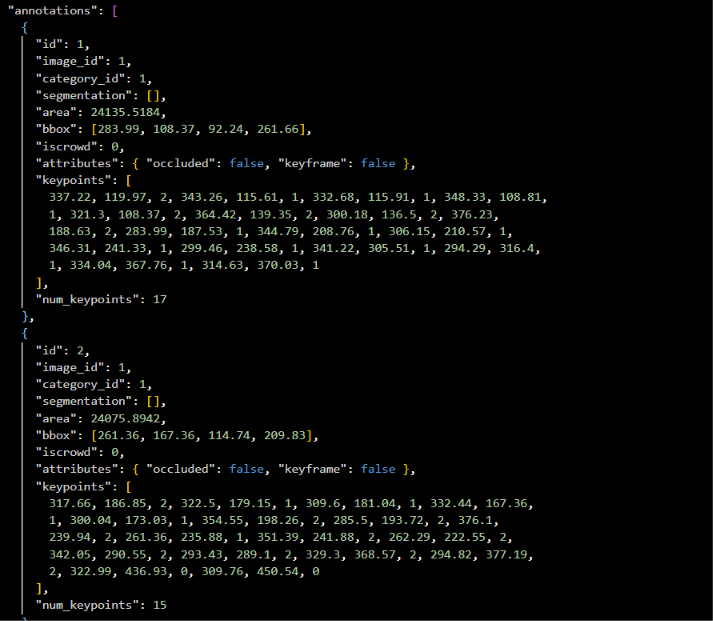 "annotations": [
{
"id": 1,
"image_id": 1,
"category_id": 1,
"segmentation": [],
"area": 24135.5184,
"bbox": [283.99, 108.37, 92.24, 261.66],
"iscrowd": 0,
"attributes": { "occluded": false, "keyframe": false },
"keypoints": [
337.22, 119.97, 2, 343.26, 115.61, 1, 332.68, 115.91, 1, 348.33, 108.81,
1, 321.3, 108.37, 2, 364.42, 139.35, 2, 300.18, 136.5, 2, 376.23,
188.63, 2, 283.99, 187.53, 1, 344.79, 208.76, 1, 306.15, 210.57, 1,
346.31, 241.33, 1, 299.46, 238.58, 1, 341.22, 305.51, 1, 294.29, 316.4,
1, 334.04, 367.76, 1, 314.63, 370.03, 1
],
"num_keypoints": 17
},
{
"id": 2,
"image_id": 1,
"category_id": 1,
"segmentation": [],
"area": 24075.8942,
"bbox": [261.36, 167.36, 114.74, 209.83],
"iscrowd": 0,
"attributes": { "occluded": false, "keyframe": false },
"keypoints": [
317.66, 186.85, 2, 322.5, 179.15, 1, 309.6, 181.04, 1, 332.44, 167.36,
1, 300.04, 173.03, 1, 354.55, 198.26, 2, 285.5, 193.72, 2, 376.1,
239.94, 2, 261.36, 235.88, 1, 351.39, 241.88, 2, 262.29, 222.55, 2,
342.05, 290.55, 2, 293.43, 289.1, 2, 329.3, 368.57, 2, 294.82, 377.19,
2, 322.99, 436.93, 0, 309.76, 450.54, 0
],
"num_keypoints": 15
}